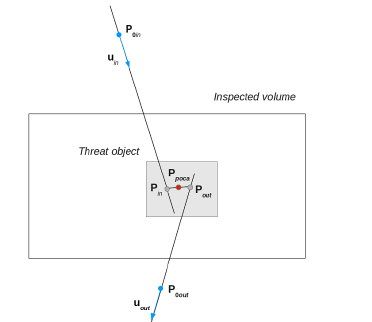 P0in
uin
Inspected volume
Threat object
Ppoca
Pin
Pout
P0out
uout